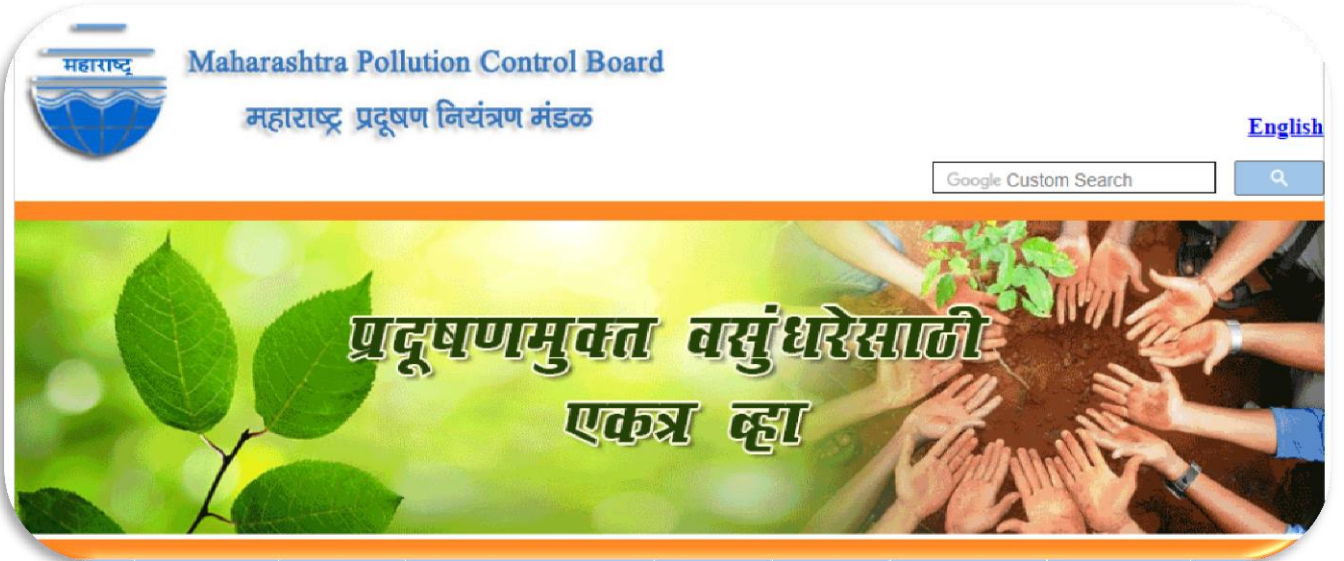 महाराष्ट्र
Maharashtra Pollution Control Board
महाराष्ट्र प्रदूषण नियंत्रण मंडळ
English
Google Custom Search
प्रदूषणमुक्त वसुंधरेसाठी
एकत्र व्हा